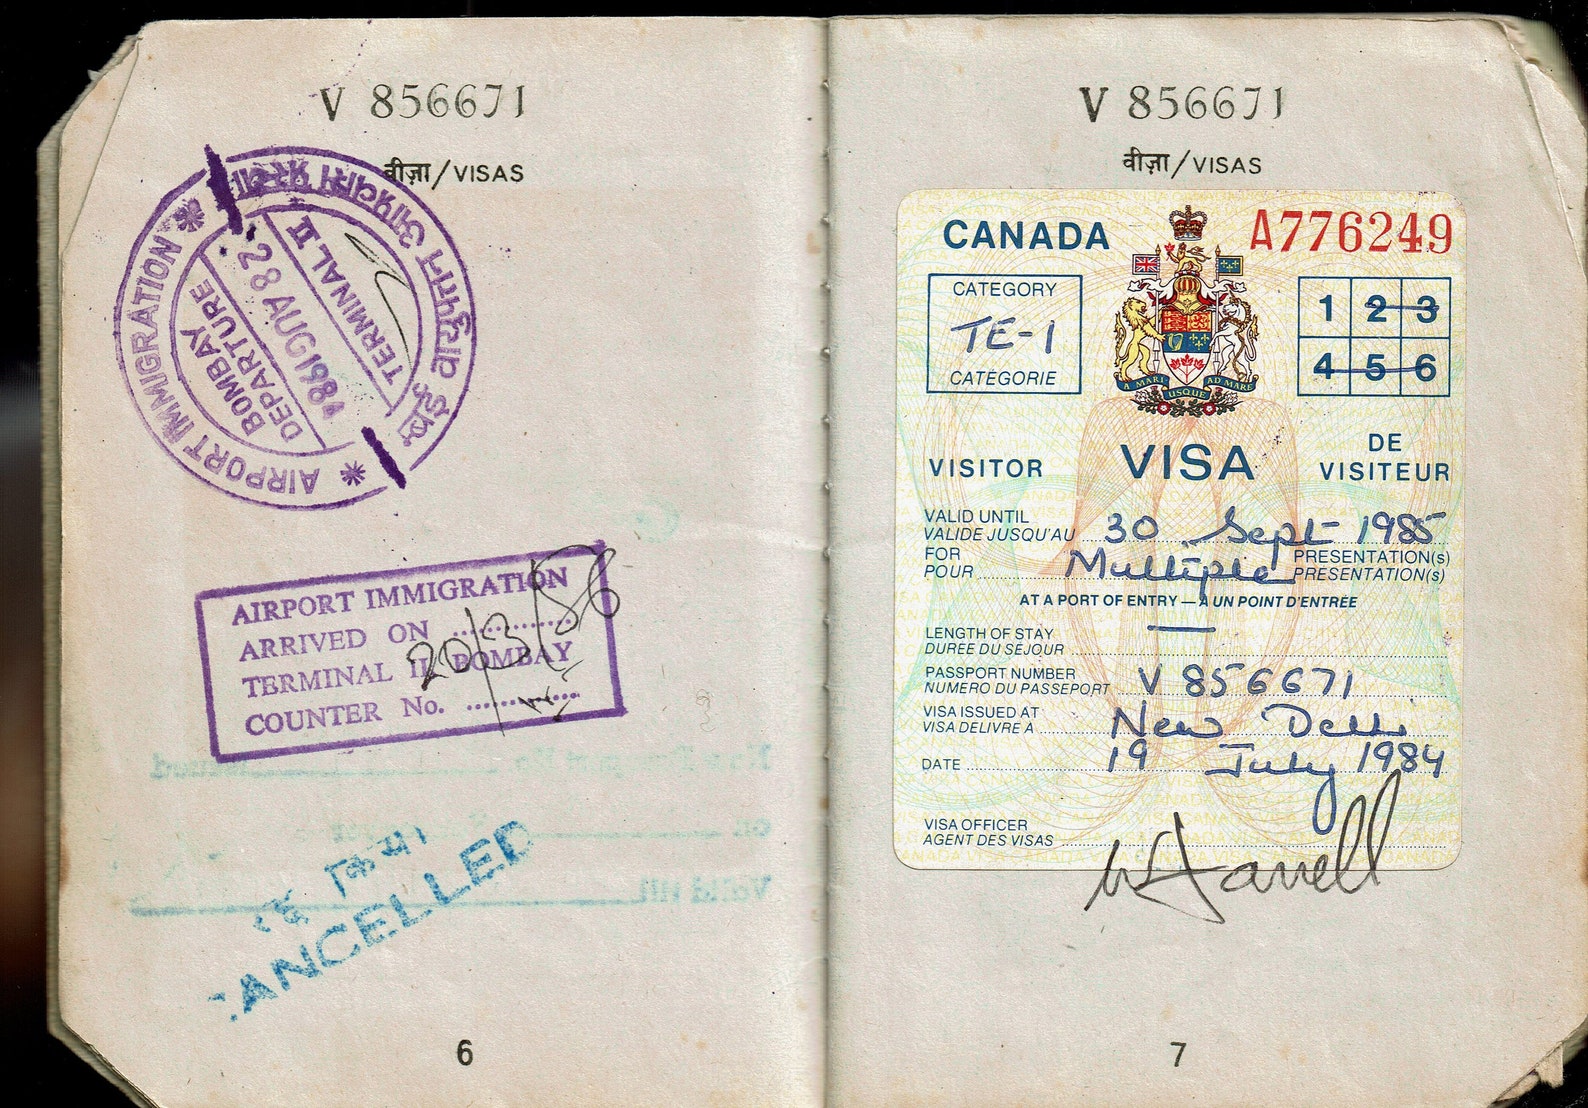 V 856671
वीज़ा/VISAS
AIRPORT IMMIGRATION
BOMBAY
DEPARTURE
TERMINAL II
AIRPORT IMMIGRATION
ARRIVED ON 20/3/86
TERMINAL II BOMBAY
COUNTER No.
रद्द किया
CANCELLED
6
V 856671
वीज़ा/VISAS
CANADA
A776249
CATEGORY
TE-1
CATÉGORIE
1 2 3
4 5 6
A MARI USQUE AD MARE
VISITOR VISA DE VISITEUR
VALID UNTIL
VALIDE JUSQU'AU 30 Sept 1985
FOR
POUR Multiple PRESENTATION(s)
PRÉSENTATION(s)
AT A PORT OF ENTRY — À UN POINT D'ENTRÉE
LENGTH OF STAY
DURÉE DU SÉJOUR —
PASSPORT NUMBER
NUMÉRO DU PASSEPORT V 856671
VISA ISSUED AT
VISA DÉLIVRÉ À New Delhi
DATE 19 July 1984
VISA OFFICER
AGENT DES VISAS
7